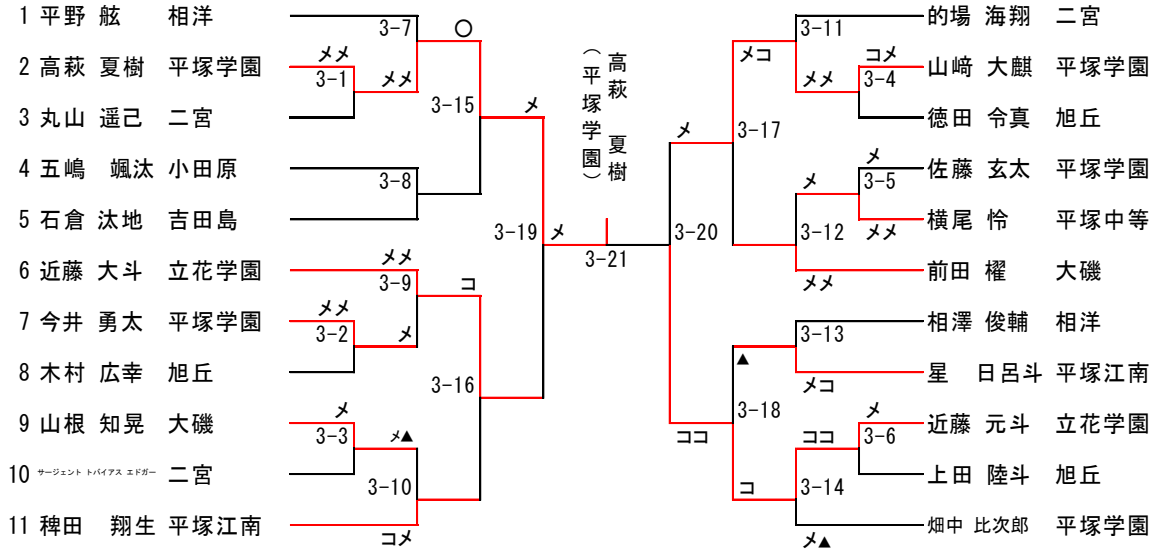 1 平野 舷 相洋
3-7
〇
2 高萩 夏樹 平塚学園
メメ
3-1
メメ
3 丸山 遥己 二宮
3-15
メ
4 五嶋 颯汰 小田原
3-8
5 石倉 汰地 吉田島
3-19
メ
6 近藤 大斗 立花学園
メメ
3-9
コ
7 今井 勇太 平塚学園
メメ
3-2
メ
8 木村 広幸 旭丘
3-16
9 山根 知晃 大磯
メ
3-3
メ▲
10 サージェント トバイアス エドガー 二宮
3-10
11 稗田 翔生 平塚江南
コメ
高萩 夏樹
(平塚学園)
3-21
的場 海翔 二宮
3-11
メコ
山﨑 大麒 平塚学園
コメ
3-4
メメ
徳田 令真 旭丘
3-17
メ
佐藤 玄太 平塚学園
メ
3-5
メ
横尾 怜 平塚中等
メメ
3-12
3-20
前田 櫂 大磯
メメ
相澤 俊輔 相洋
3-13
▲
星 日呂斗 平塚江南
メコ
3-18
近藤 元斗 立花学園
メ
3-6
ココ
ココ
上田 陸斗 旭丘
コ
3-14
畑中 比次郎 平塚学園
メ▲